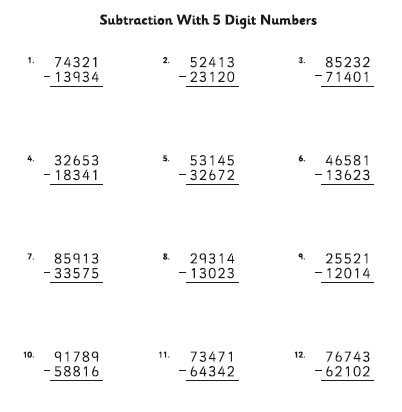 Subtraction With 5 Digit Numbers
1. 74321 2. 52413 3. 85232
−13934 −23120 −71401
4. 32653 5. 53145 6. 46581
−18341 −32672 −13623
7. 85913 8. 29314 9. 25521
−33575 −13023 −12014
10. 91789 11. 73471 12. 76743
−58816 −64342 −62102